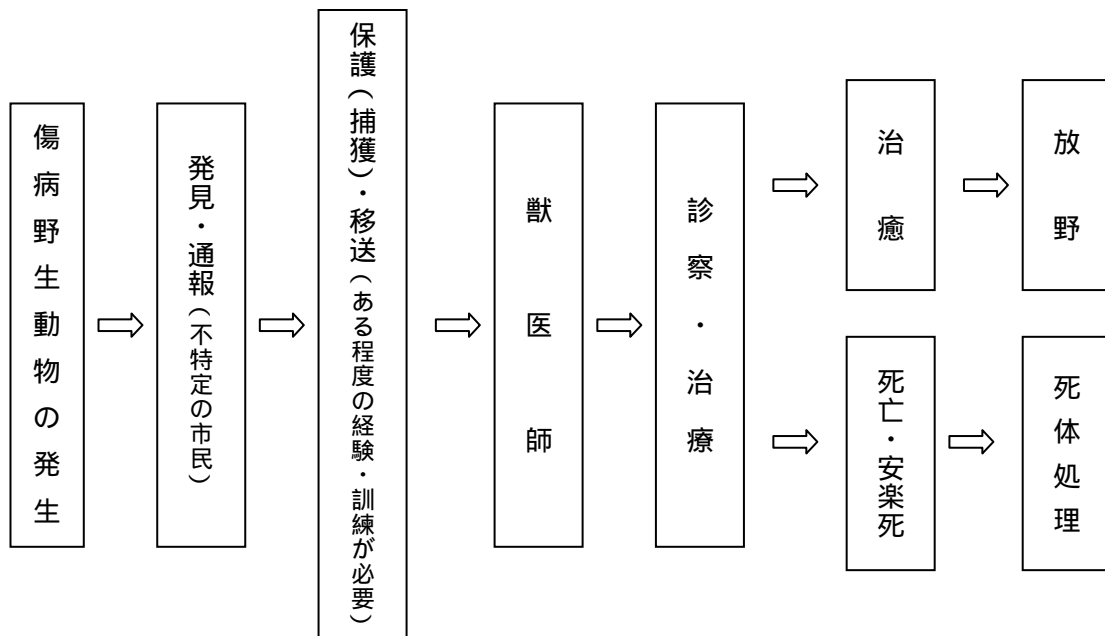 傷病野生動物の発生
発見・通報(不特定の市民)
保護(捕獲)・移送(ある程度の経験・訓練が必要)
獣医師
診察・治療
治癒
放野
死亡・安楽死
死体処理